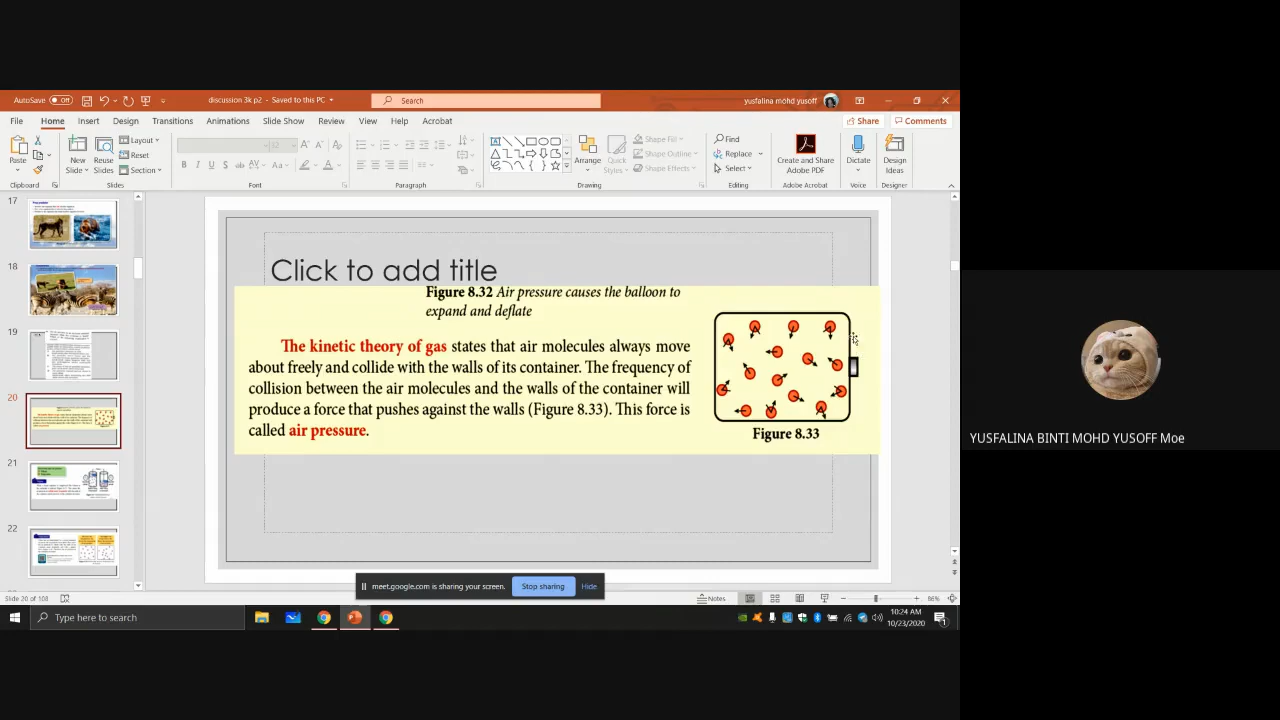 AutoSave Off
discussion 3k p2 - Saved to this PC
Search
yusfalina mohd yusoff
File Home Insert Design Transitions Animations Slide Show Review View Help Acrobat
Share Comments
Paste
New Slide
Reuse Slides
Layout
Reset
Section
32
Arrange
Quick Styles
Shape Fill
Shape Outline
Shape Effects
Find
Replace
Select
Create and Share Adobe PDF
Dictate
Design Ideas
Clipboard Slides Font Paragraph Drawing Editing Adobe Acrobat Voice Designer
17
18
19
20
21
22
Click to add title
Figure 8.32 Air pressure causes the balloon to
expand and deflate
The kinetic theory of gas states that air molecules always move
about freely and collide with the walls of its container. The frequency of
collision between the air molecules and the walls of the container will
produce a force that pushes against the walls (Figure 8.33). This force is
called air pressure.
Figure 8.33
YUSFALINA BINTI MOHD YUSOFF Moe
meet.google.com is sharing your screen. Stop sharing Hide
Slide 20 of 108
Notes
86%
Type here to search
10:24 AM
10/23/2020